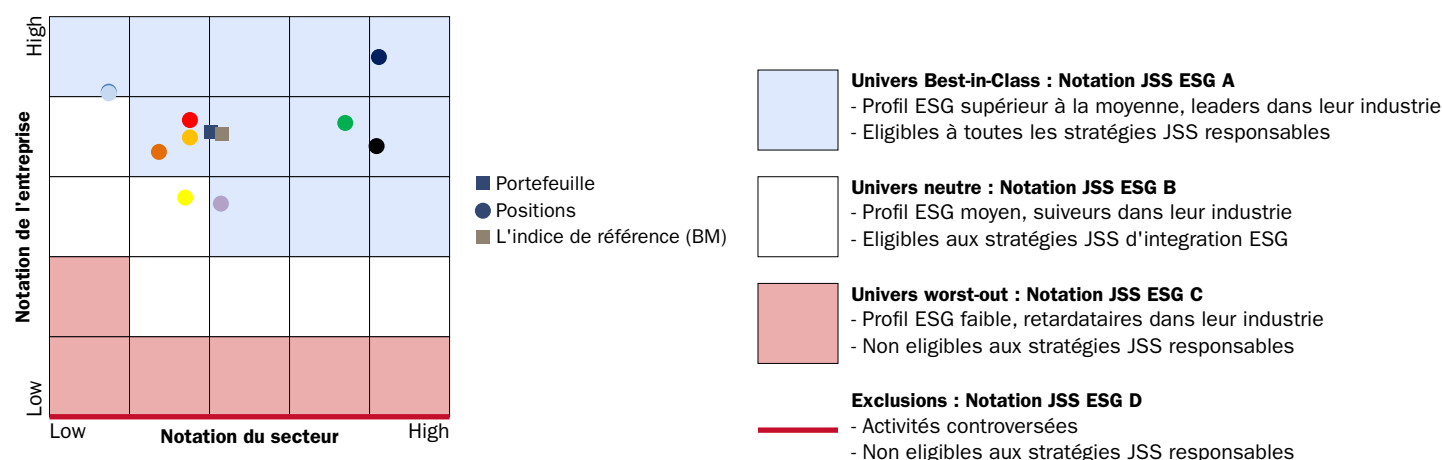 High
Notation de l'entreprise
Low
Low
Notation du secteur
High
Portefeuille
Positions
L'indice de référence (BM)
Univers Best-in-Class : Notation JSS ESG A
- Profil ESG supérieur à la moyenne, leaders dans leur industrie
- Eligibles à toutes les stratégies JSS responsables
Univers neutre : Notation JSS ESG B
- Profil ESG moyen, suiveurs dans leur industrie
- Eligibles aux stratégies JSS d'integration ESG
Univers worst-out : Notation JSS ESG C
- Profil ESG faible, retardataires dans leur industrie
- Non eligibles aux stratégies JSS responsables
Exclusions : Notation JSS ESG D
- Activités controversées
- Non eligibles aux stratégies JSS responsables